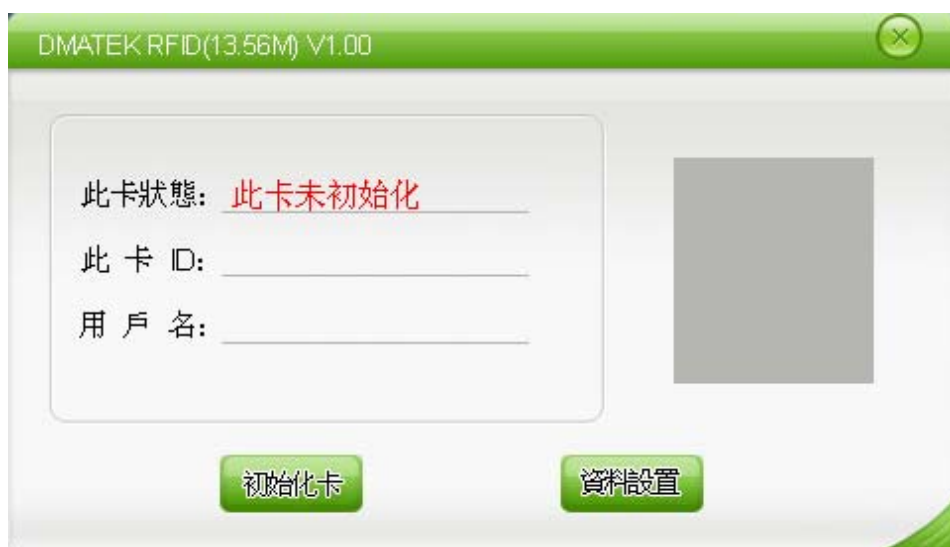 DMATEK RFID(13.56M) V1.00
此卡狀態：此卡未初始化
此 卡 ID：
用 戶 名：
初始化卡
資料設置